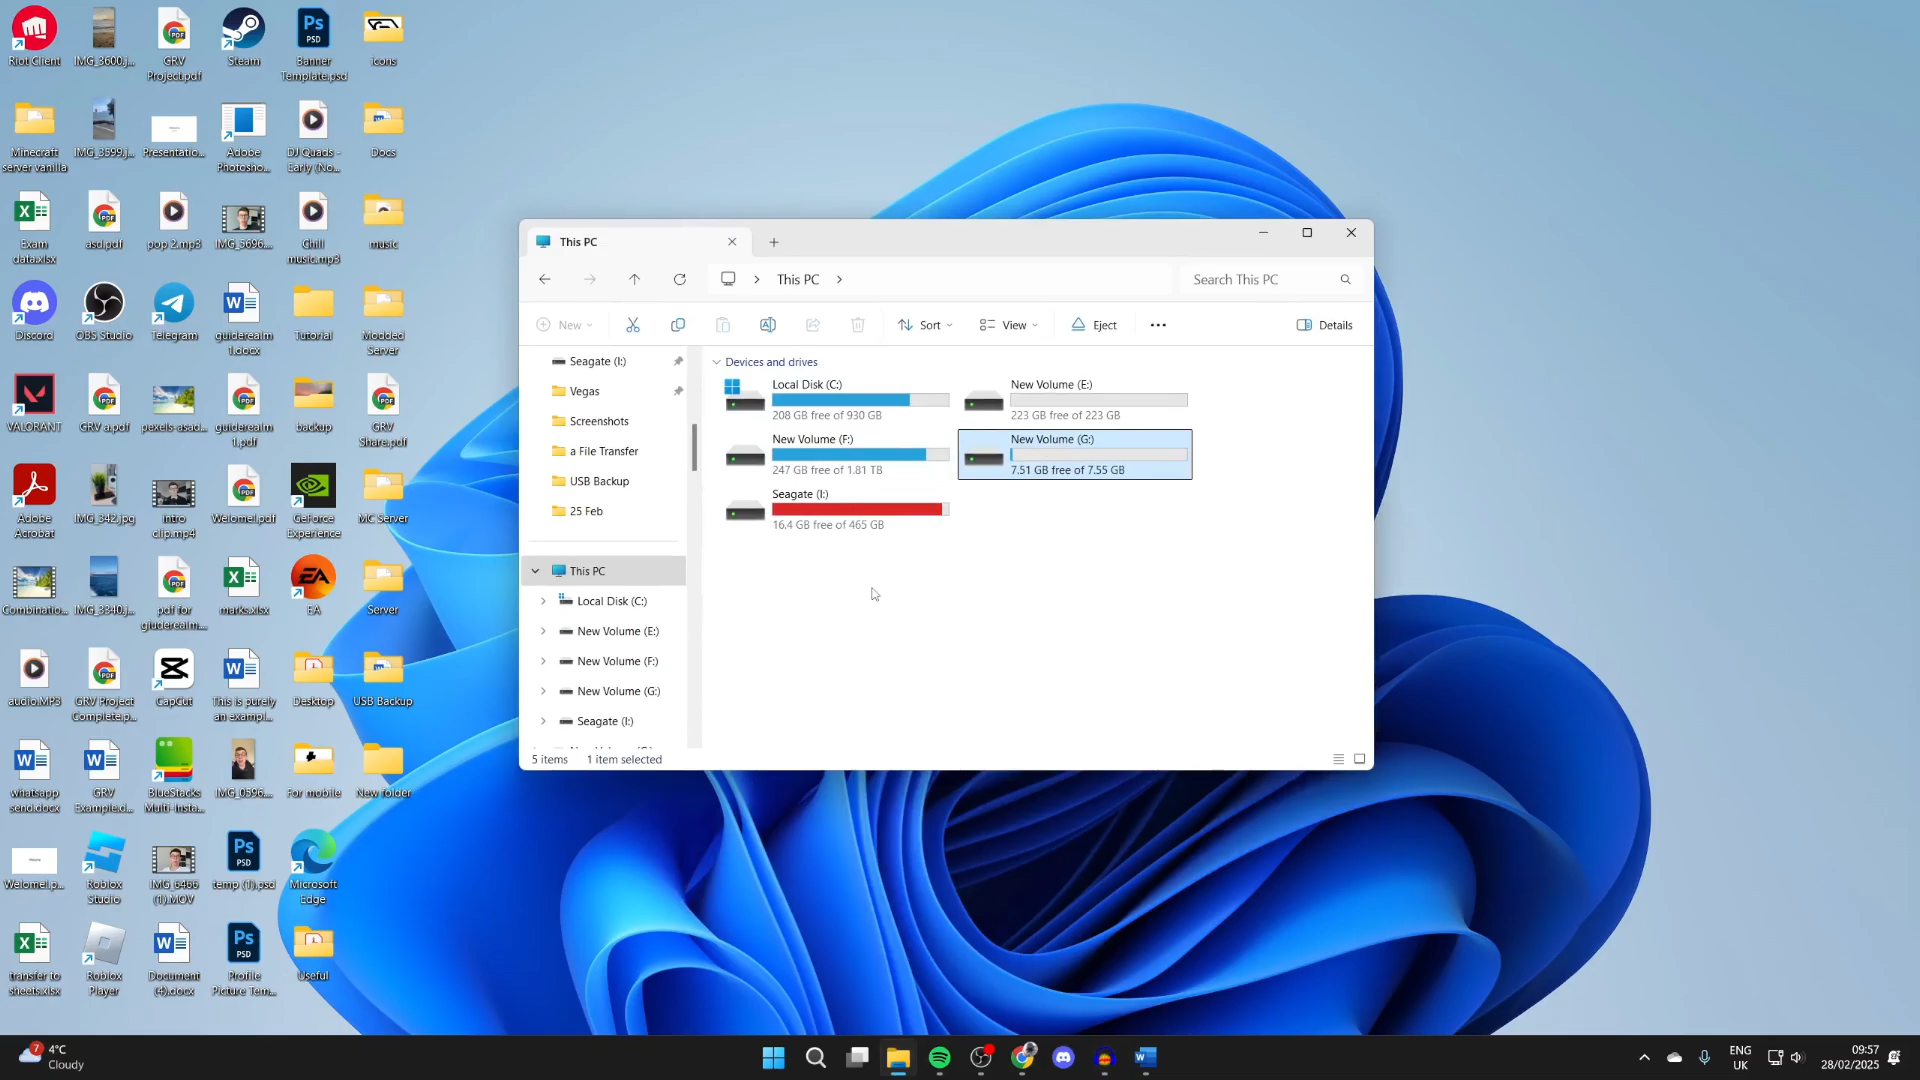 Riot Client
IMG_3600.j...
GRV
Project.pdf
Steam
Banner
Template.psd
icons
Minecraft
server vanilla
IMG_3599.j...
Presentatio...
Adobe
Photosho...
DJ Quads -
Early (No...
Docs
Exam
data.xlsx
asd.pdf
pop 2.mp3
IMG_5696....
Chill
music.mp3
music
Discord
OBS Studio
Telegram
guiderealm
1.docx
Tutorial
Modded
Server
VALORANT
GRV a.pdf
pexels-asad...
guiderealm
1.pdf
backup
GRV
Share.pdf
Adobe
Acrobat
IMG_342.jpg
intro
clip.mp4
Welome!.pdf
GeForce
Experience
MC Server
Combinatio...
IMG_3340.j...
pdf for
giuderealm....
marks.xlsx
EA
Server
audio.MP3
GRV Project
Complete.p...
CapCut
This is purely
an exampl...
Desktop
USB Backup
whatsapp
send.docx
GRV
Example.d...
BlueStacks
Multi-Insta...
IMG_0596....
For mobile
New folder
Welome!.p...
Roblox
Studio
IMG_6466
(1).MOV
temp (1).psd
Microsoft
Edge
transfer to
sheets.xlsx
Roblox
Player
Document
(4).docx
Profile
Picture Tem...
Useful
This PC
This PC
Search This PC
New
Sort
View
Eject
Details
Seagate (I:)
Vegas
Screenshots
a File Transfer
USB Backup
25 Feb
This PC
Local Disk (C:)
New Volume (E:)
New Volume (F:)
New Volume (G:)
Seagate (I:)
Devices and drives
Local Disk (C:)
208 GB free of 930 GB
New Volume (E:)
223 GB free of 223 GB
New Volume (F:)
247 GB free of 1.81 TB
New Volume (G:)
7.51 GB free of 7.55 GB
Seagate (I:)
16.4 GB free of 465 GB
5 items
1 item selected
7
4°C
Cloudy
ENG
UK
09:57
28/02/2025